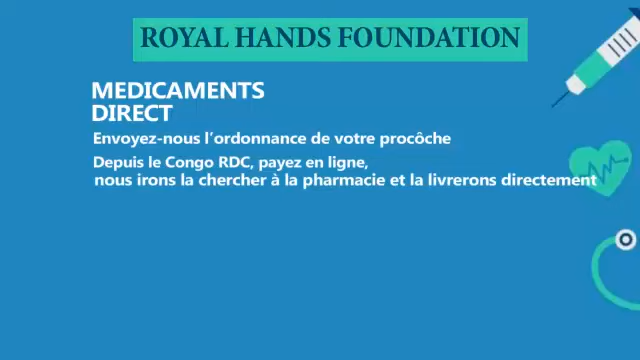 ROYAL HANDS FOUNDATION
MEDICAMENTS
DIRECT
Envoyez-nous l'ordonnance de votre procôche
Depuis le Congo RDC, payez en ligne,
nous irons la chercher à la pharmacie et la livrerons directement